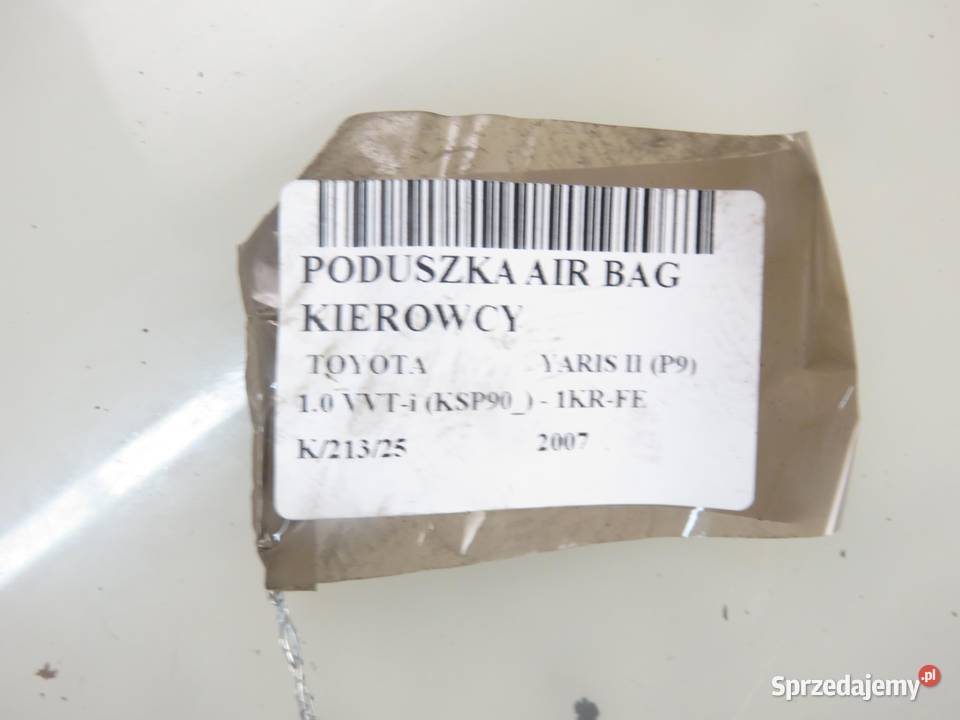 PODUSZKA AIR BAG
KIEROWCY
TOYOTA YARIS II (P9)
1.0 VVT-i (KSP90_) - 1KR-FE
K/213/25 2007
Sprzedajemy.pl